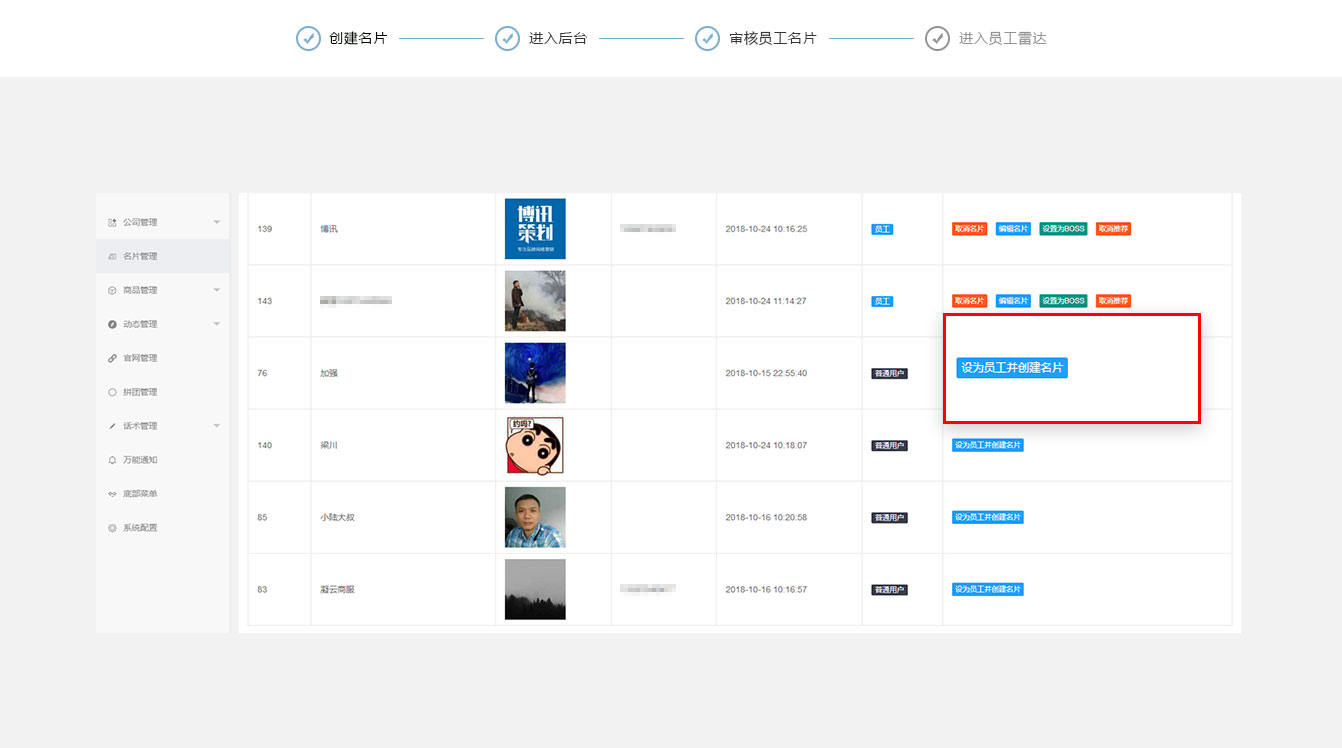 创建名片 进入后台 审核员工名片 进入员工雷达
公司管理
名片管理
商品管理
动态管理
官网管理
拼团管理
话术管理
万能通知
底部菜单
系统配置
139 博讯 博讯策划 专注品牌网络营销 2018-10-24 10:16:25 员工 取消名片 编辑名片 设置为BOSS 取消推荐
143 2018-10-24 11:14:27 员工 取消名片 编辑名片 设置为BOSS 取消推荐
76 加强 2018-10-15 22:55:40 普通用户 设为员工并创建名片
140 梁川 约吗? 2018-10-24 10:18:07 普通用户 设为员工并创建名片
85 小陆大叔 2018-10-16 10:20:58 普通用户 设为员工并创建名片
83 凝云商服 2018-10-16 10:16:57 普通用户 设为员工并创建名片